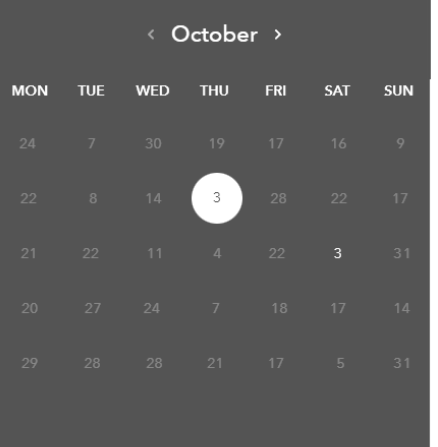 ‹ October ›
MON TUE WED THU FRI SAT SUN
24 7 30 19 17 16 9
22 8 14 3 28 22 17
21 22 11 4 22 3 31
20 27 24 7 18 17 14
29 28 28 21 17 5 31